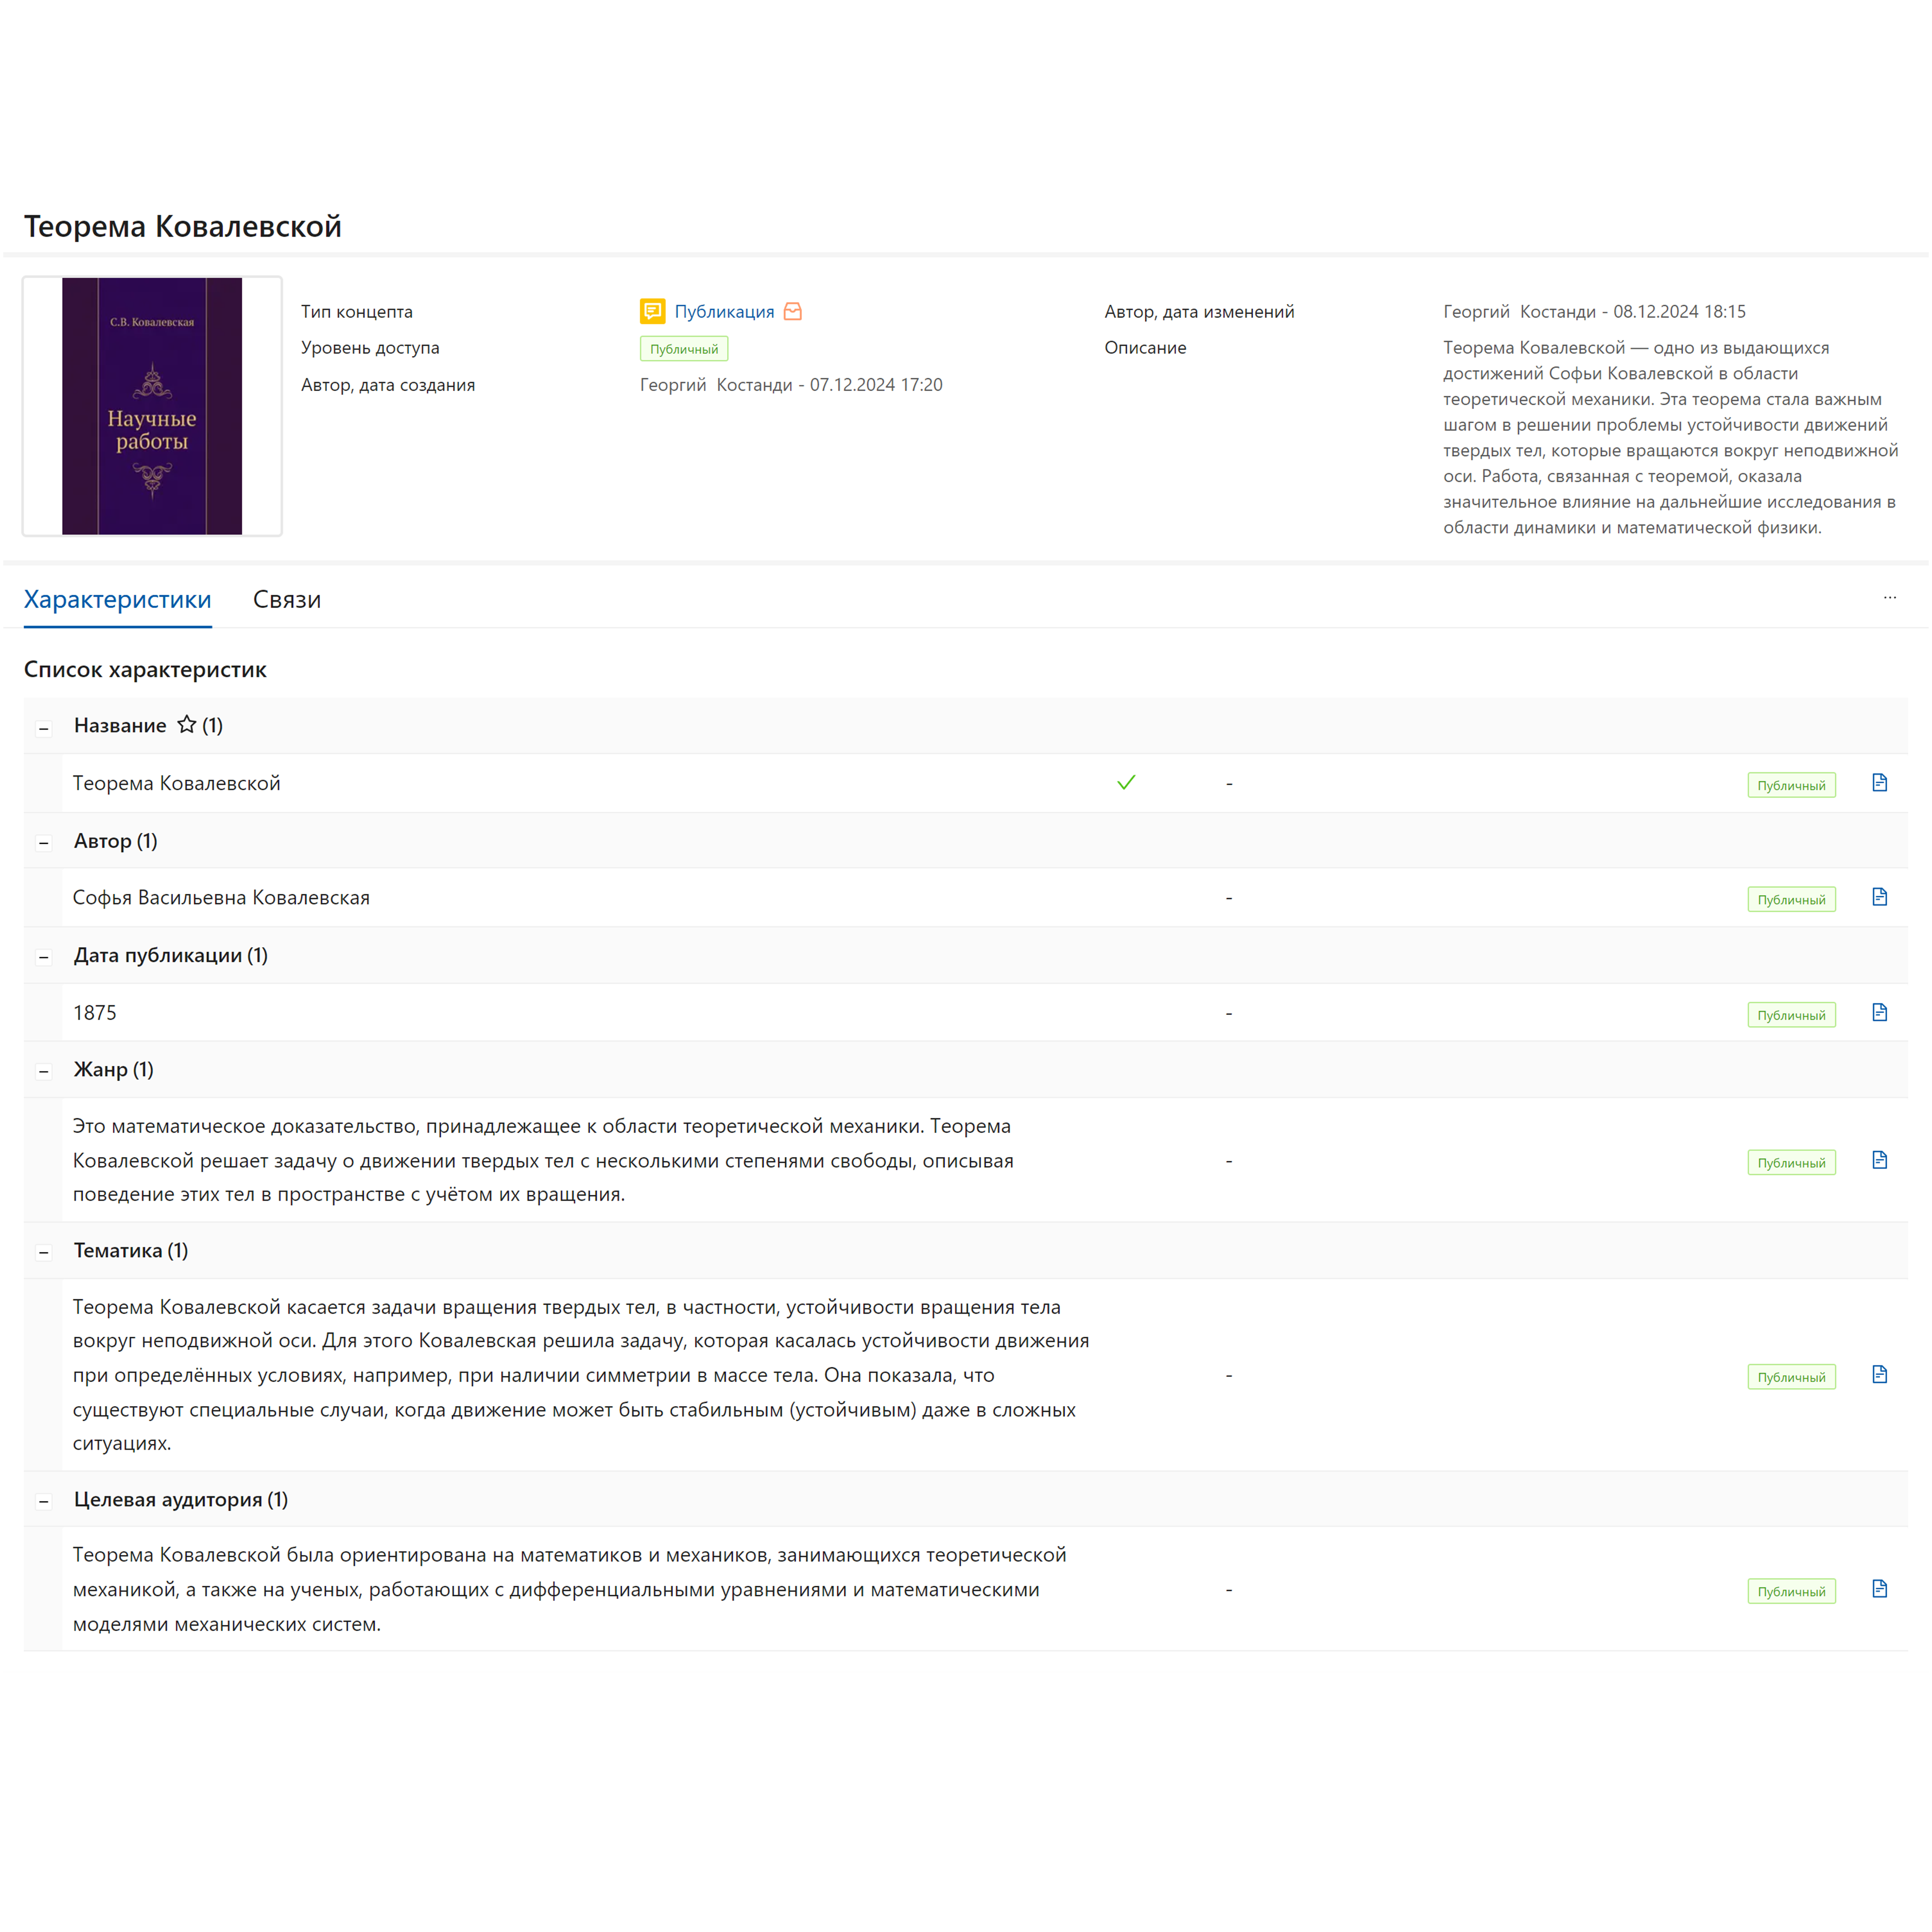 Теорема Ковалевской
С.В. Ковалевская
Научные
работы
Тип концепта
Публикация
Уровень доступа
Публичный
Автор, дата создания
Георгий Костанди - 07.12.2024 17:20
Автор, дата изменений
Георгий Костанди - 08.12.2024 18:15
Описание
Теорема Ковалевской — одно из выдающихся
достижений Софьи Ковалевской в области
теоретической механики. Эта теорема стала важным
шагом в решении проблемы устойчивости движений
твердых тел, которые вращаются вокруг неподвижной
оси. Работа, связанная с теоремой, оказала
значительное влияние на дальнейшие исследования в
области динамики и математической физики.
Характеристики Связи ...
Список характеристик
Название (1)
Теорема Ковалевской - Публичный
Автор (1)
Софья Васильевна Ковалевская - Публичный
Дата публикации (1)
1875 - Публичный
Жанр (1)
Это математическое доказательство, принадлежащее к области теоретической механики. Теорема
Ковалевской решает задачу о движении твердых тел с несколькими степенями свободы, описывая
поведение этих тел в пространстве с учётом их вращения.
- Публичный
Тематика (1)
Теорема Ковалевской касается задачи вращения твердых тел, в частности, устойчивости вращения тела
вокруг неподвижной оси. Для этого Ковалевская решила задачу, которая касалась устойчивости движения
при определённых условиях, например, при наличии симметрии в массе тела. Она показала, что
существуют специальные случаи, когда движение может быть стабильным (устойчивым) даже в сложных
ситуациях.
- Публичный
Целевая аудитория (1)
Теорема Ковалевской была ориентирована на математиков и механиков, занимающихся теоретической
механикой, а также на ученых, работающих с дифференциальными уравнениями и математическими
моделями механических систем.
- Публичный